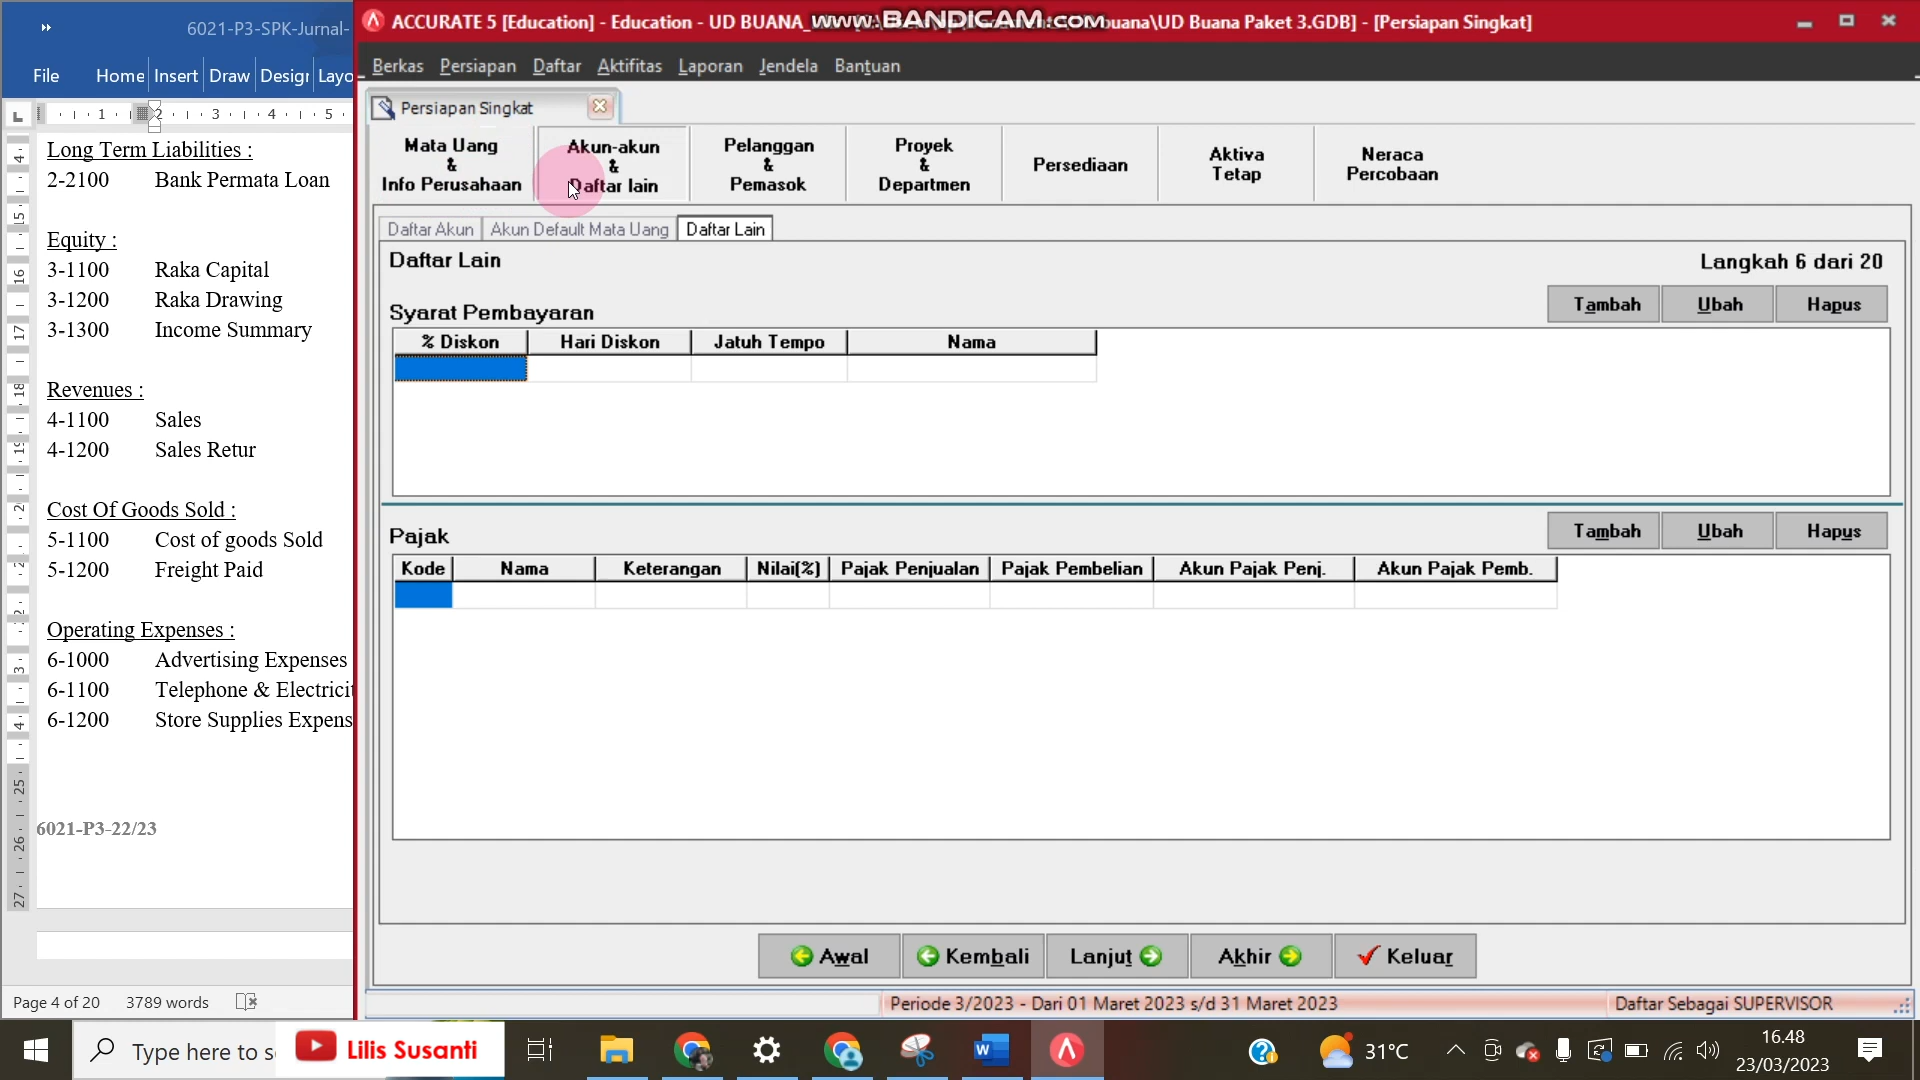 6021-P3-SPK-Jurnal-
File Home Insert Draw Desigr Layo
1 2 3 4 5
Long Term Liabilities :
2-2100 Bank Permata Loan
Equity :
3-1100 Raka Capital
3-1200 Raka Drawing
3-1300 Income Summary
Revenues :
4-1100 Sales
4-1200 Sales Retur
Cost Of Goods Sold :
5-1100 Cost of goods Sold
5-1200 Freight Paid
Operating Expenses :
6-1000 Advertising Expenses
6-1100 Telephone & Electricit
6-1200 Store Supplies Expens
6021-P3-22/23
Page 4 of 20 3789 words
ACCURATE 5 [Education] - Education - UD BUANA_
www.BANDICAM.com
buana\UD Buana Paket 3.GDB] - [Persiapan Singkat]
Berkas Persiapan Daftar Aktifitas Laporan Jendela Bantuan
Persiapan Singkat
Mata Uang
&
Info Perusahaan
Akun-akun
&
Daftar lain
Pelanggan
&
Pemasok
Proyek
&
Departmen
Persediaan
Aktiva
Tetap
Neraca
Percobaan
Daftar Akun Akun Default Mata Uang Daftar Lain
Daftar Lain Langkah 6 dari 20
Syarat Pembayaran Tambah Ubah Hapus
% Diskon Hari Diskon Jatuh Tempo Nama
Pajak Tambah Ubah Hapus
Kode Nama Keterangan Nilai(%) Pajak Penjualan Pajak Pembelian Akun Pajak Penj. Akun Pajak Pemb.
Awal Kembali Lanjut Akhir Keluar
Periode 3/2023 - Dari 01 Maret 2023 s/d 31 Maret 2023 Daftar Sebagai SUPERVISOR
Type here to s Lilis Susanti 31°C 16.48
23/03/2023